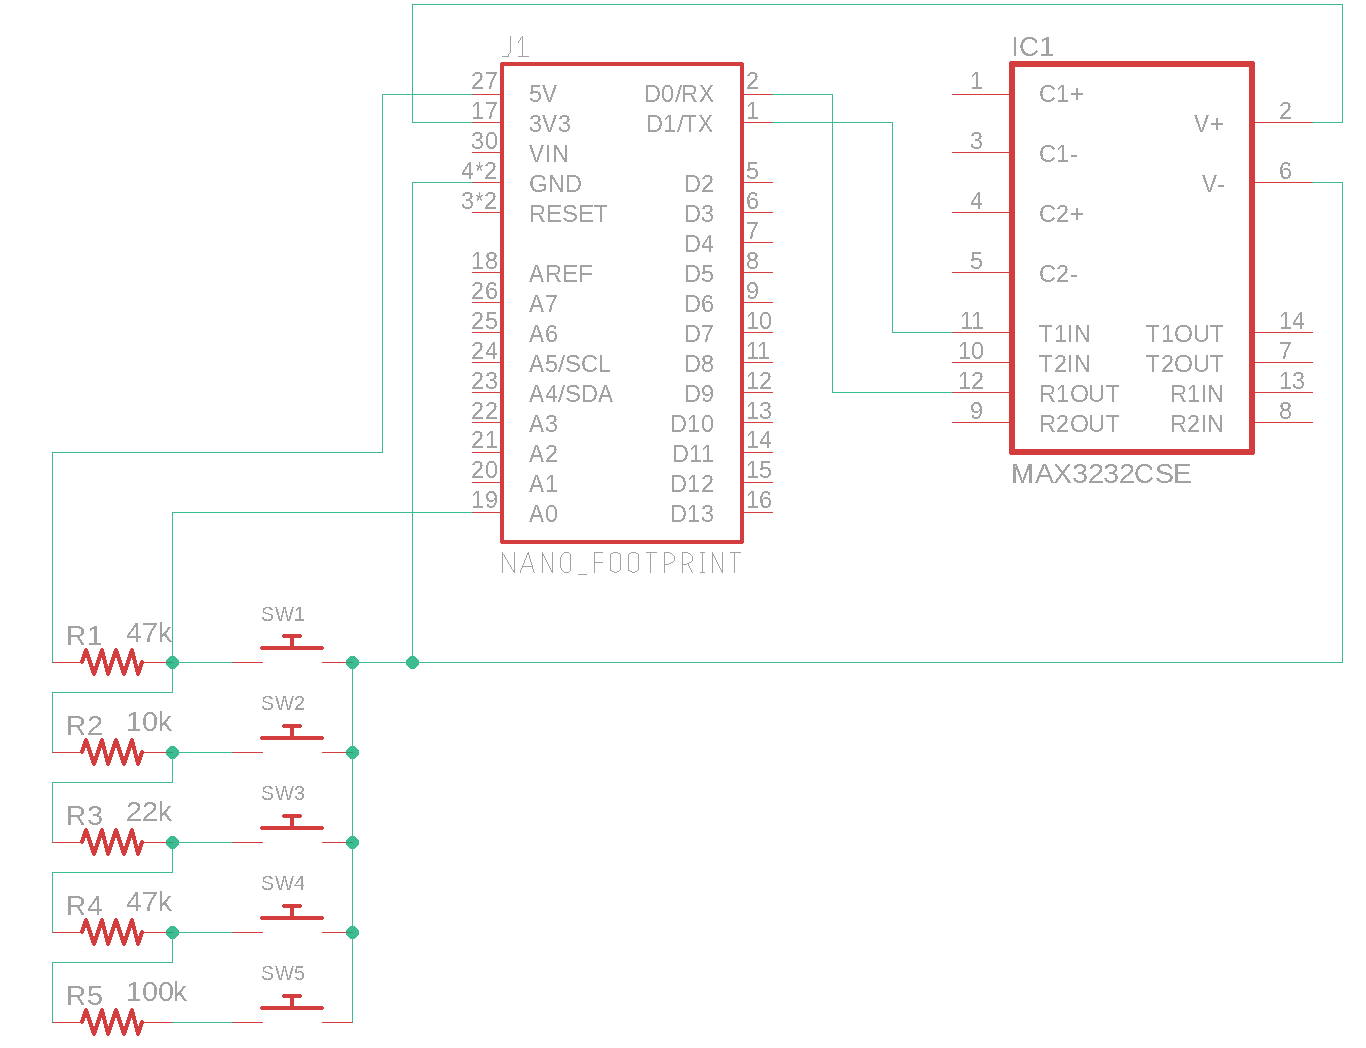 J1
27 5V D0/RX 2
17 3V3 D1/TX 1
30 VIN
4*2 GND D2 5
3*2 RESET D3 6
D4 7
18 AREF D5 8
26 A7 D6 9
25 A6 D7 10
24 A5/SCL D8 11
23 A4/SDA D9 12
22 A3 D10 13
21 A2 D11 14
20 A1 D12 15
19 A0 D13 16
NANO_FOOTPRINT
IC1
1 C1+
V+ 2
3 C1-
V- 6
4 C2+
5 C2-
11 T1IN T1OUT 14
10 T2IN T2OUT 7
12 R1OUT R1IN 13
9 R2OUT R2IN 8
MAX3232CSE
R1 47k SW1
R2 10k SW2
R3 22k SW3
R4 47k SW4
R5 100k SW5